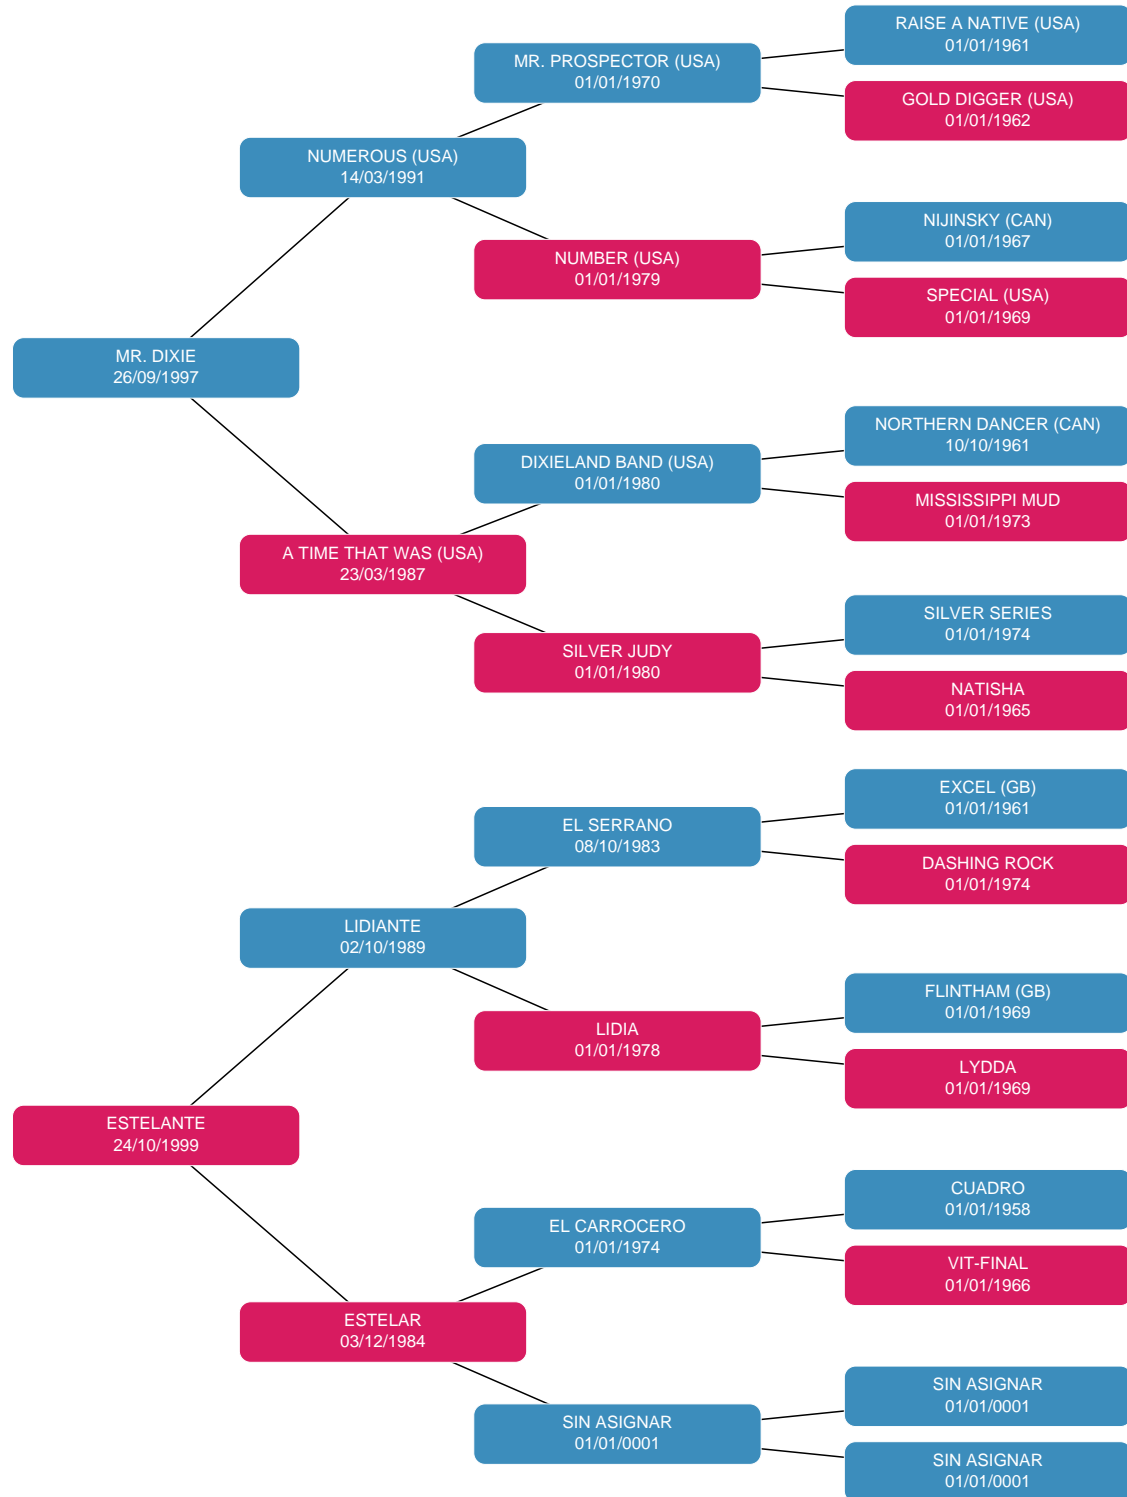 RAISE A NATIVE (USA)
01/01/1961
MR. PROSPECTOR (USA)
01/01/1970
GOLD DIGGER (USA)
01/01/1962
NUMEROUS (USA)
14/03/1991
NIJINSKY (CAN)
01/01/1967
NUMBER (USA)
01/01/1979
SPECIAL (USA)
01/01/1969
MR. DIXIE
26/09/1997
NORTHERN DANCER (CAN)
10/10/1961
DIXIELAND BAND (USA)
01/01/1980
MISSISSIPPI MUD
01/01/1973
A TIME THAT WAS (USA)
23/03/1987
SILVER SERIES
01/01/1974
SILVER JUDY
01/01/1980
NATISHA
01/01/1965
EXCEL (GB)
01/01/1961
EL SERRANO
08/10/1983
DASHING ROCK
01/01/1974
LIDIANTE
02/10/1989
FLINTHAM (GB)
01/01/1969
LIDIA
01/01/1978
LYDDA
01/01/1969
ESTELANTE
24/10/1999
CUADRO
01/01/1958
EL CARROCERO
01/01/1974
VIT-FINAL
01/01/1966
ESTELAR
03/12/1984
SIN ASIGNAR
01/01/0001
SIN ASIGNAR
01/01/0001
SIN ASIGNAR
01/01/0001